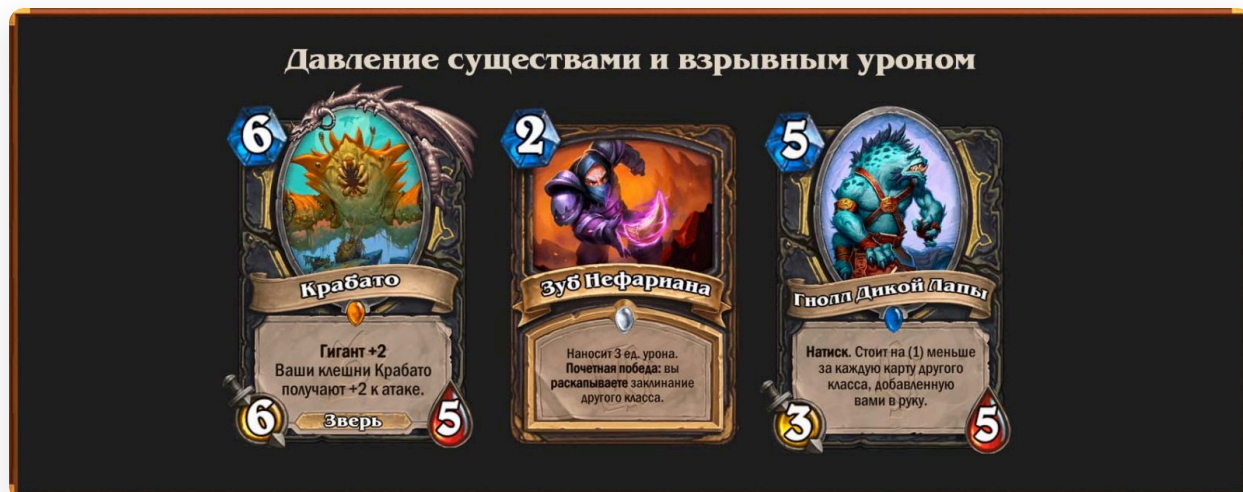 Давление существами и взрывным уроном
6
Крабато
Гигант +2
Ваши клешни Крабато
получают +2 к атаке.
6
Зверь
5
2
Зуб Нефариана
Наносит 3 ед. урона.
Почетная победа: вы
раскапываете заклинание
другого класса.
5
Гнолл Дикой Лапы
Натиск. Стоит на (1) меньше
за каждую карту другого
класса, добавленную
вами в руку.
3
5